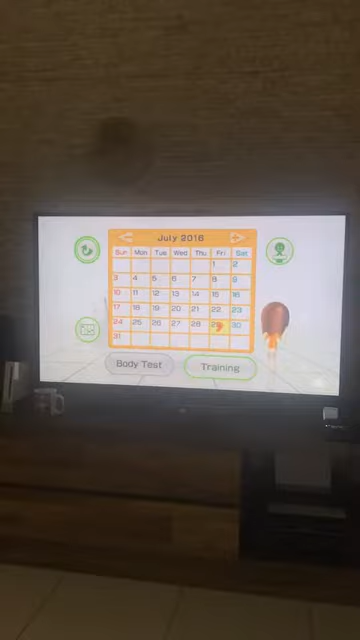 July 2016
Sun Mon Tue Wed Thu Fri Sat
1 2
3 4 5 6 7 8 9
10 11 12 13 14 15 16
17 18 19 20 21 22 23
24 25 26 27 28 29 30
31
Body Test Training